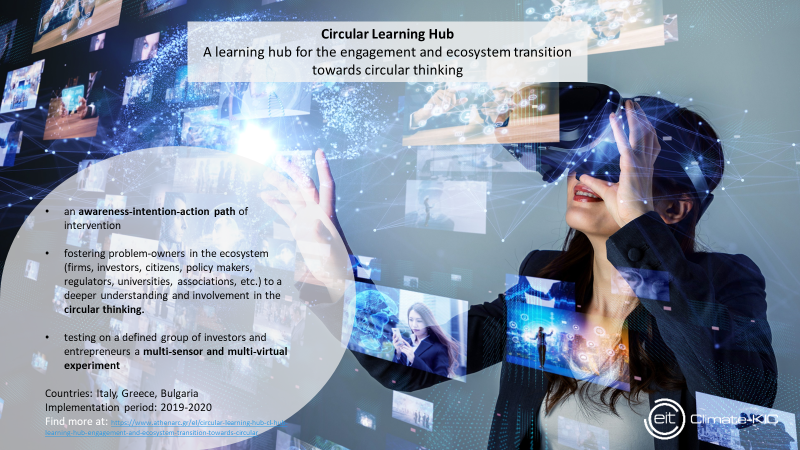 Circular Learning Hub
A learning hub for the engagement and ecosystem transition
towards circular thinking
• an awareness-intention-action path of
intervention
• fostering problem-owners in the ecosystem
(firms, investors, citizens, policy makers,
regulators, universities, associations, etc.) to a
deeper understanding and involvement in the
circular thinking.
• testing on a defined group of investors and
entrepreneurs a multi-sensor and multi-virtual
experiment
Countries: Italy, Greece, Bulgaria
Implementation period: 2019-2020
Find more at: https://www.athenarc.gr/el/circular-learning-hub-cl-hub-
learning-hub-engagement-and-ecosystem-transition-towards-circular
eit Climate-KIC